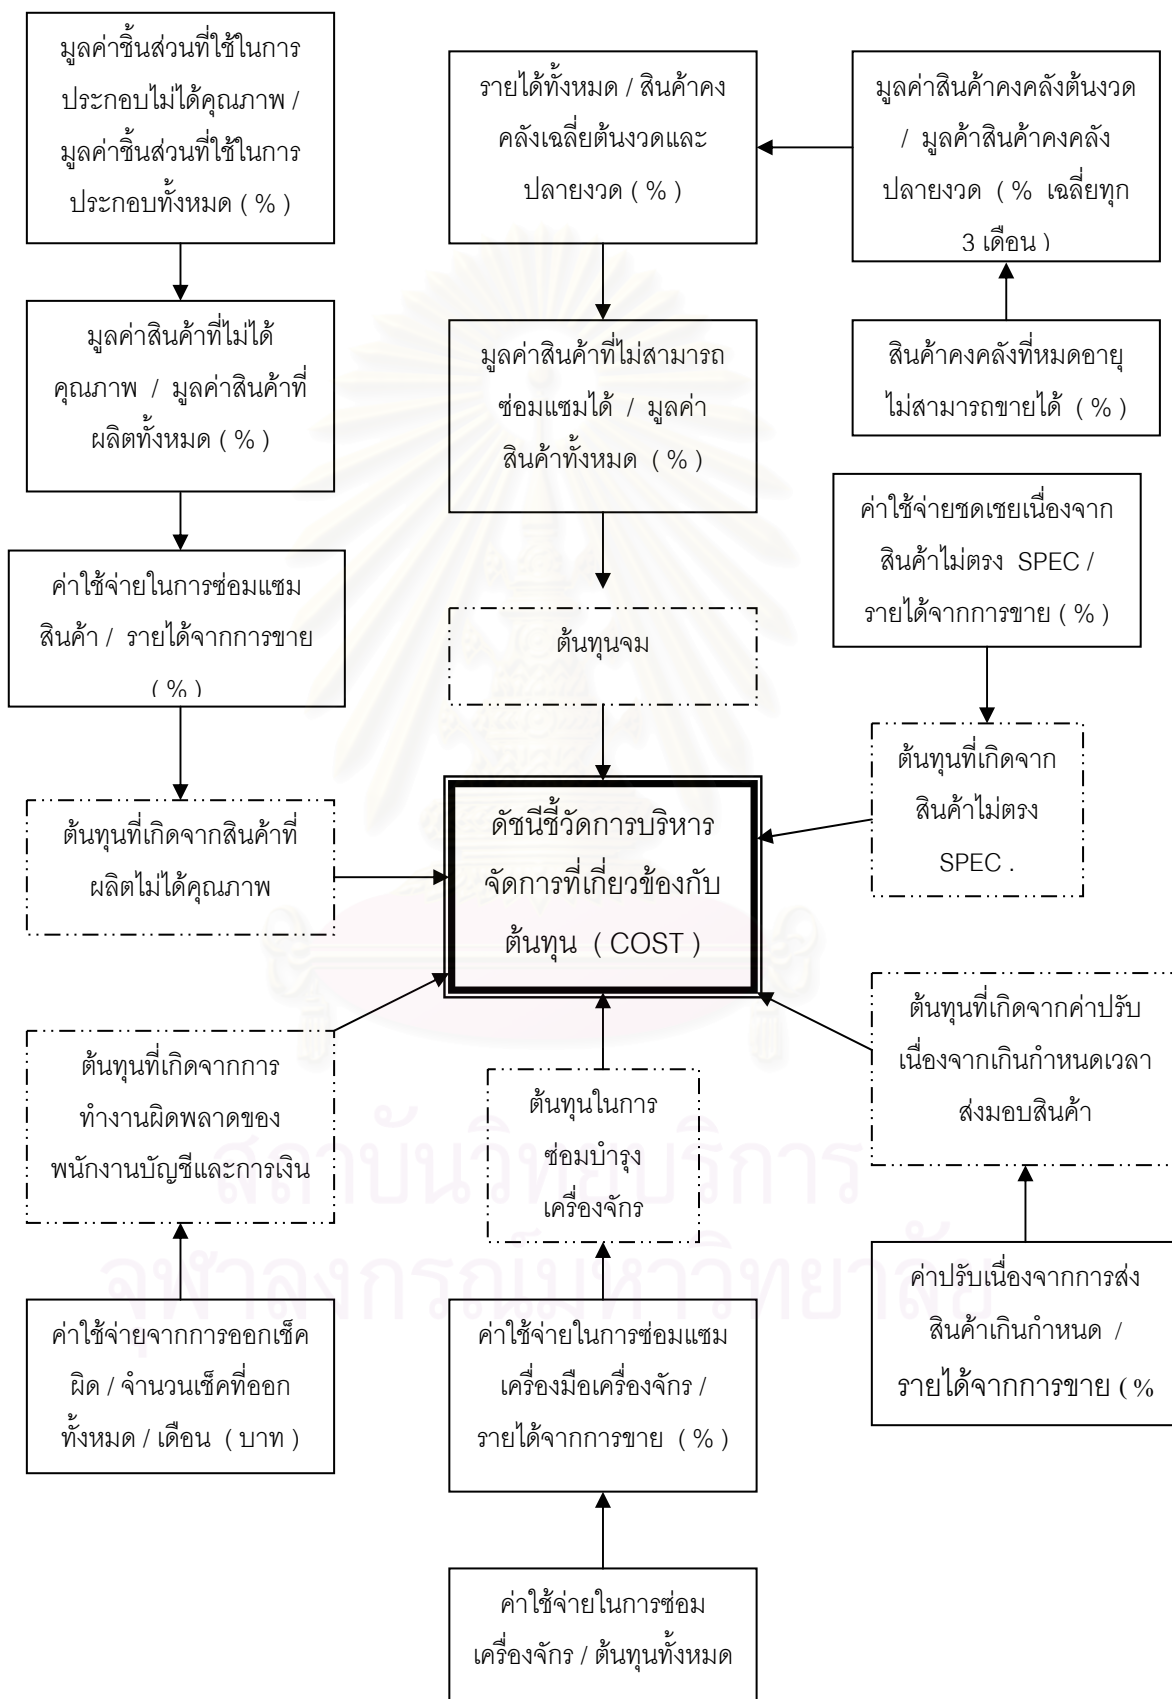 มูลค่าชิ้นส่วนที่ใช้ในการ
ประกอบไม่ได้คุณภาพ /
มูลค่าชิ้นส่วนที่ใช้ในการ
ประกอบทั้งหมด ( % )
รายได้ทั้งหมด / สินค้าคง
คลังเฉลี่ยต้นงวดและ
ปลายงวด ( % )
มูลค่าสินค้าคงคลังต้นงวด
/ มูลค้าสินค้าคงคลัง
ปลายงวด ( % เฉลี่ยทุก
3 เดือน )
มูลค่าสินค้าที่ไม่ได้
คุณภาพ / มูลค่าสินค้าที่
ผลิตทั้งหมด ( % )
มูลค่าสินค้าที่ไม่สามารถ
ซ่อมแซมได้ / มูลค่า
สินค้าทั้งหมด ( % )
สินค้าคงคลังที่หมดอายุ
ไม่สามารถขายได้ ( % )
ค่าใช้จ่ายชดเชยเนื่องจาก
สินค้าไม่ตรง SPEC /
รายได้จากการขาย ( % )
ค่าใช้จ่ายในการซ่อมแซม
สินค้า / รายได้จากการขาย
( % )
ต้นทุนจม
ต้นทุนที่เกิดจาก
สินค้าไม่ตรง
SPEC .
ต้นทุนที่เกิดจากสินค้าที่
ผลิตไม่ได้คุณภาพ
ดัชนีชี้วัดการบริหาร
จัดการที่เกี่ยวข้องกับ
ต้นทุน ( COST )
ต้นทุนที่เกิดจากการ
ทำงานผิดพลาดของ
พนักงานบัญชีและการเงิน
ต้นทุนในการ
ซ่อมบำรุง
เครื่องจักร
ต้นทุนที่เกิดจากค่าปรับ
เนื่องจากเกินกำหนดเวลา
ส่งมอบสินค้า
สถาบันวิทยบริการ
จุฬาลงกรณ์มหาวิทยาลัย
ค่าใช้จ่ายจากการออกเช็ค
ผิด / จำนวนเช็คที่ออก
ทั้งหมด / เดือน ( บาท )
ค่าใช้จ่ายในการซ่อมแซม
เครื่องมือเครื่องจักร /
รายได้จากการขาย ( % )
ค่าปรับเนื่องจากการส่ง
สินค้าเกินกำหนด /
รายได้จากการขาย ( %
ค่าใช้จ่ายในการซ่อม
เครื่องจักร / ต้นทุนทั้งหมด